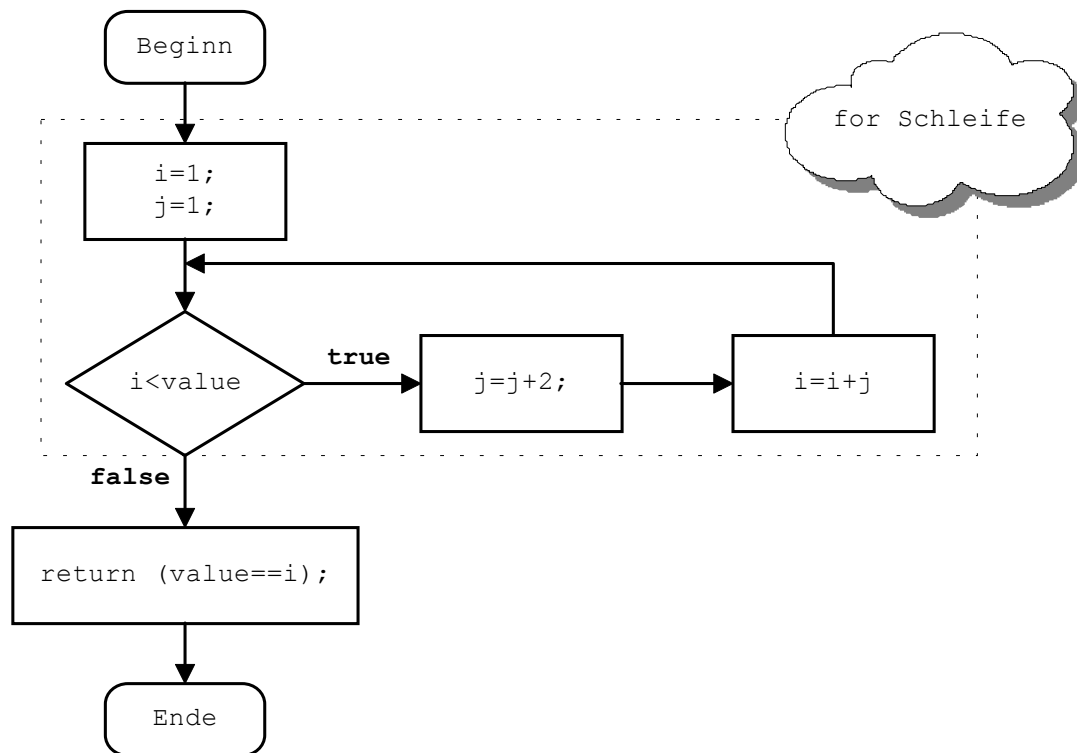 Beginn
for Schleife
i=1;
j=1;
i<value
true
j=j+2;
i=i+j
false
return (value==i);
Ende